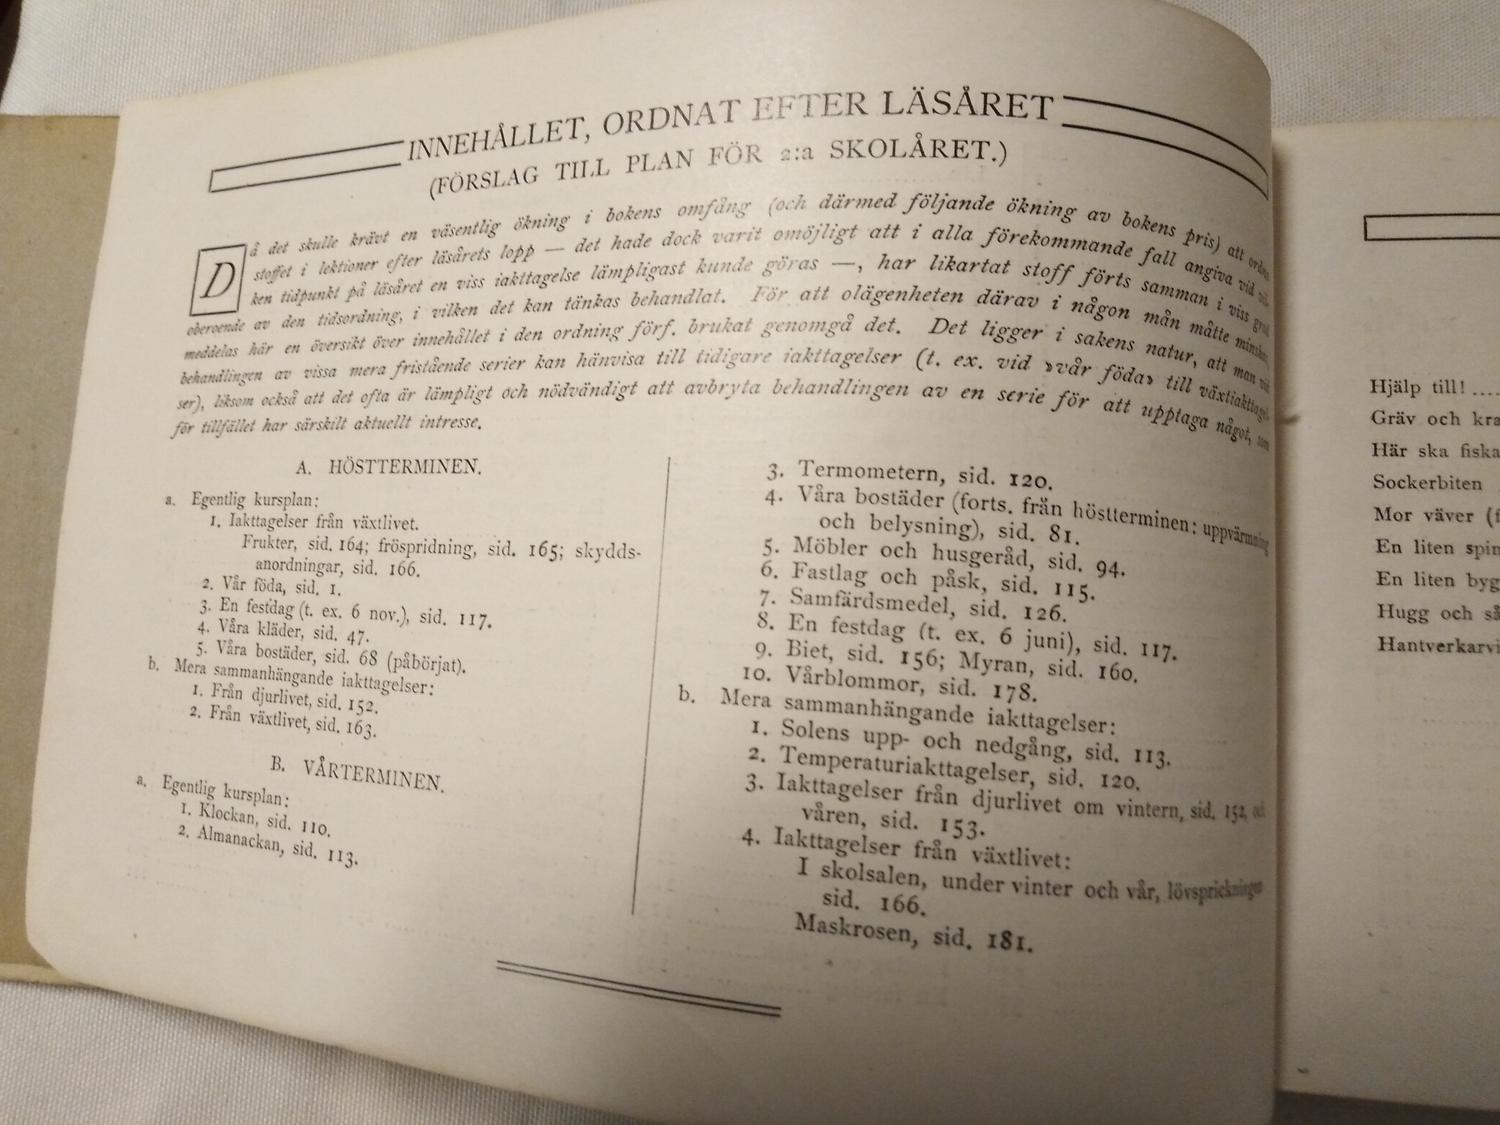 INNEHÅLLET, ORDNAT EFTER LÄSÅRET
(FÖRSLAG TILL PLAN FÖR 2:a SKOLÅRET.)
Då det skulle krävt en väsentlig ökning i bokens omfång (och därmed följande ökning av bokens pris) att ordna
stoffet i lektioner efter läsårets lopp — det hade dock varit omöjligt att i alla förekommande fall angiva vid vil-
ken tidpunkt på läsåret en viss iakttagelse lämpligast kunde göras —, har likartat stoff förts samman i viss grad
oberoende av den tidsordning, i vilken det kan tänkas behandlat. För att olägenheten därav i någon mån måtte minskas,
meddelas här en översikt över innehållet i den ordning förf. brukat genomgå det. Det ligger i sakens natur, att man vid
behandlingen av vissa mera fristående serier kan hänvisa till tidigare iakttagelser (t. ex. vid »vår föda» till växtiakttagel-
ser), liksom också att det ofta är lämpligt och nödvändigt att avbryta behandlingen av en serie för att upptaga något, som
för tillfället har särskilt aktuellt intresse.
A. HÖSTTERMINEN.
a. Egentlig kursplan:
1. Iakttagelser från växtlivet.
Frukter, sid. 164; fröspridning, sid. 165; skydds-
anordningar, sid. 166.
2. Vår föda, sid. 1.
3. En festdag (t. ex. 6 nov.), sid. 117.
4. Våra kläder, sid. 47.
5. Våra bostäder, sid. 68 (påbörjat).
b. Mera sammanhängande iakttagelser:
1. Från djurlivet, sid. 152.
2. Från växtlivet, sid. 163.
B. VÅRTERMINEN.
a. Egentlig kursplan:
1. Klockan, sid. 110.
2. Almanackan, sid. 113.
3. Termometern, sid. 120.
4. Våra bostäder (forts. från höstterminen: uppvärmning
och belysning), sid. 81.
5. Möbler och husgeråd, sid. 94.
6. Fastlag och påsk, sid. 115.
7. Samfärdsmedel, sid. 126.
8. En festdag (t. ex. 6 juni), sid. 117.
9. Biet, sid. 156; Myran, sid. 160.
10. Vårblommor, sid. 178.
b. Mera sammanhängande iakttagelser:
1. Solens upp- och nedgång, sid. 113.
2. Temperaturiakttagelser, sid. 120.
3. Iakttagelser från djurlivet om vintern, sid. 152, och
våren, sid. 153.
4. Iakttagelser från växtlivet:
I skolsalen, under vinter och vår, lövsprickningen
sid. 166.
Maskrosen, sid. 181.
Hjälp till! ....
Gräv och
Här ska fiska
Sockerbiten
Mor väver
En liten
En liten
Hugg och